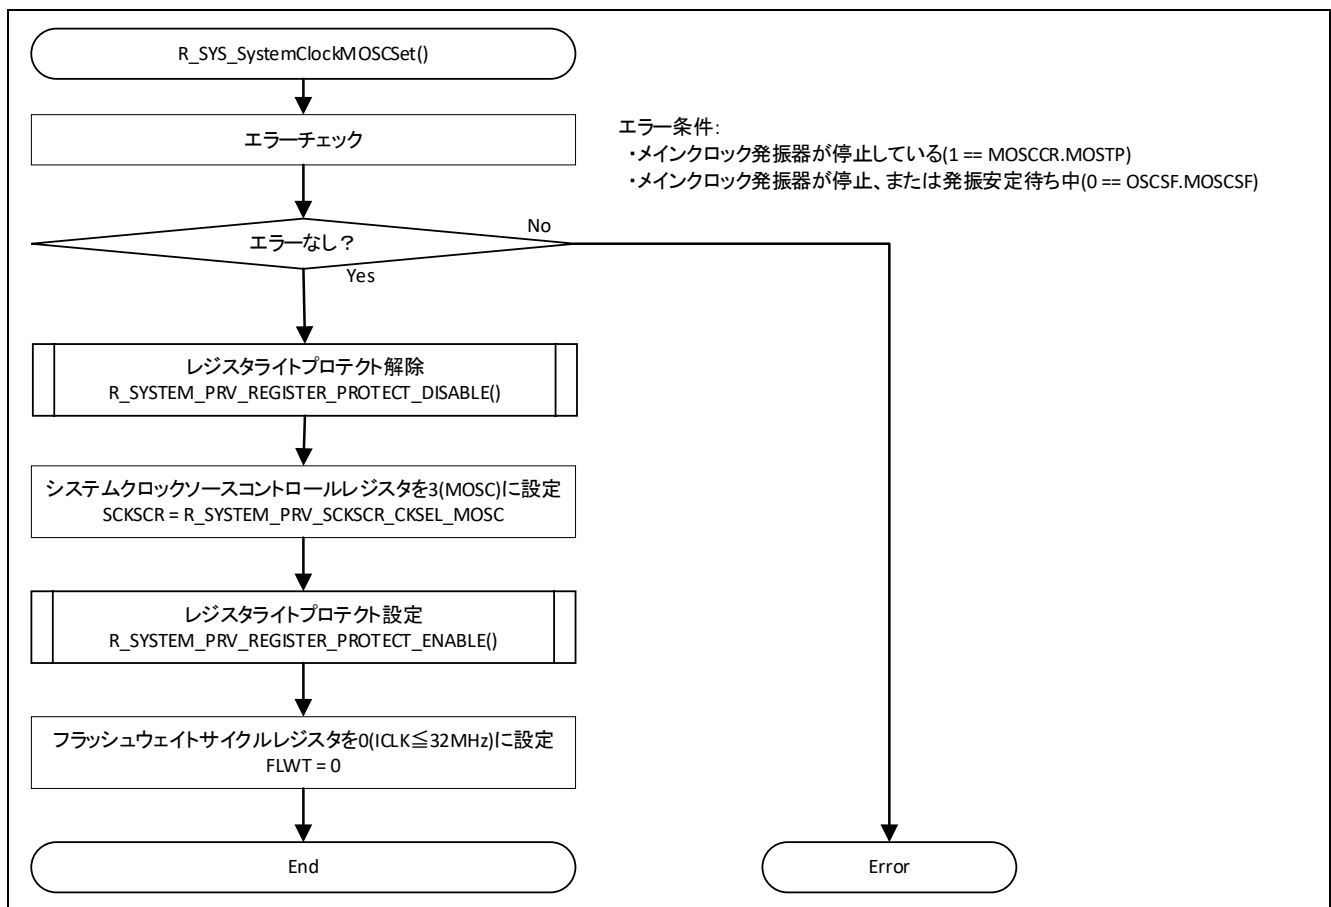 R_SYS_SystemClockMOSCSet()
エラーチェック
エラー条件:
・メインクロック発振器が停止している(1 == MOSCCR.MOSTP)
・メインクロック発振器が停止、または発振安定待ち中(0 == OSCSF.MOSCSF)
エラーなし？
No
Yes
レジスタライトプロテクト解除
R_SYSTEM_PRV_REGISTER_PROTECT_DISABLE()
システムクロックソースコントロールレジスタを3(MOSC)に設定
SCKSCR = R_SYSTEM_PRV_SCKSCR_CKSEL_MOSC
レジスタライトプロテクト設定
R_SYSTEM_PRV_REGISTER_PROTECT_ENABLE()
フラッシュウェイトサイクルレジスタを0(ICLK≦32MHz)に設定
FLWT = 0
End
Error